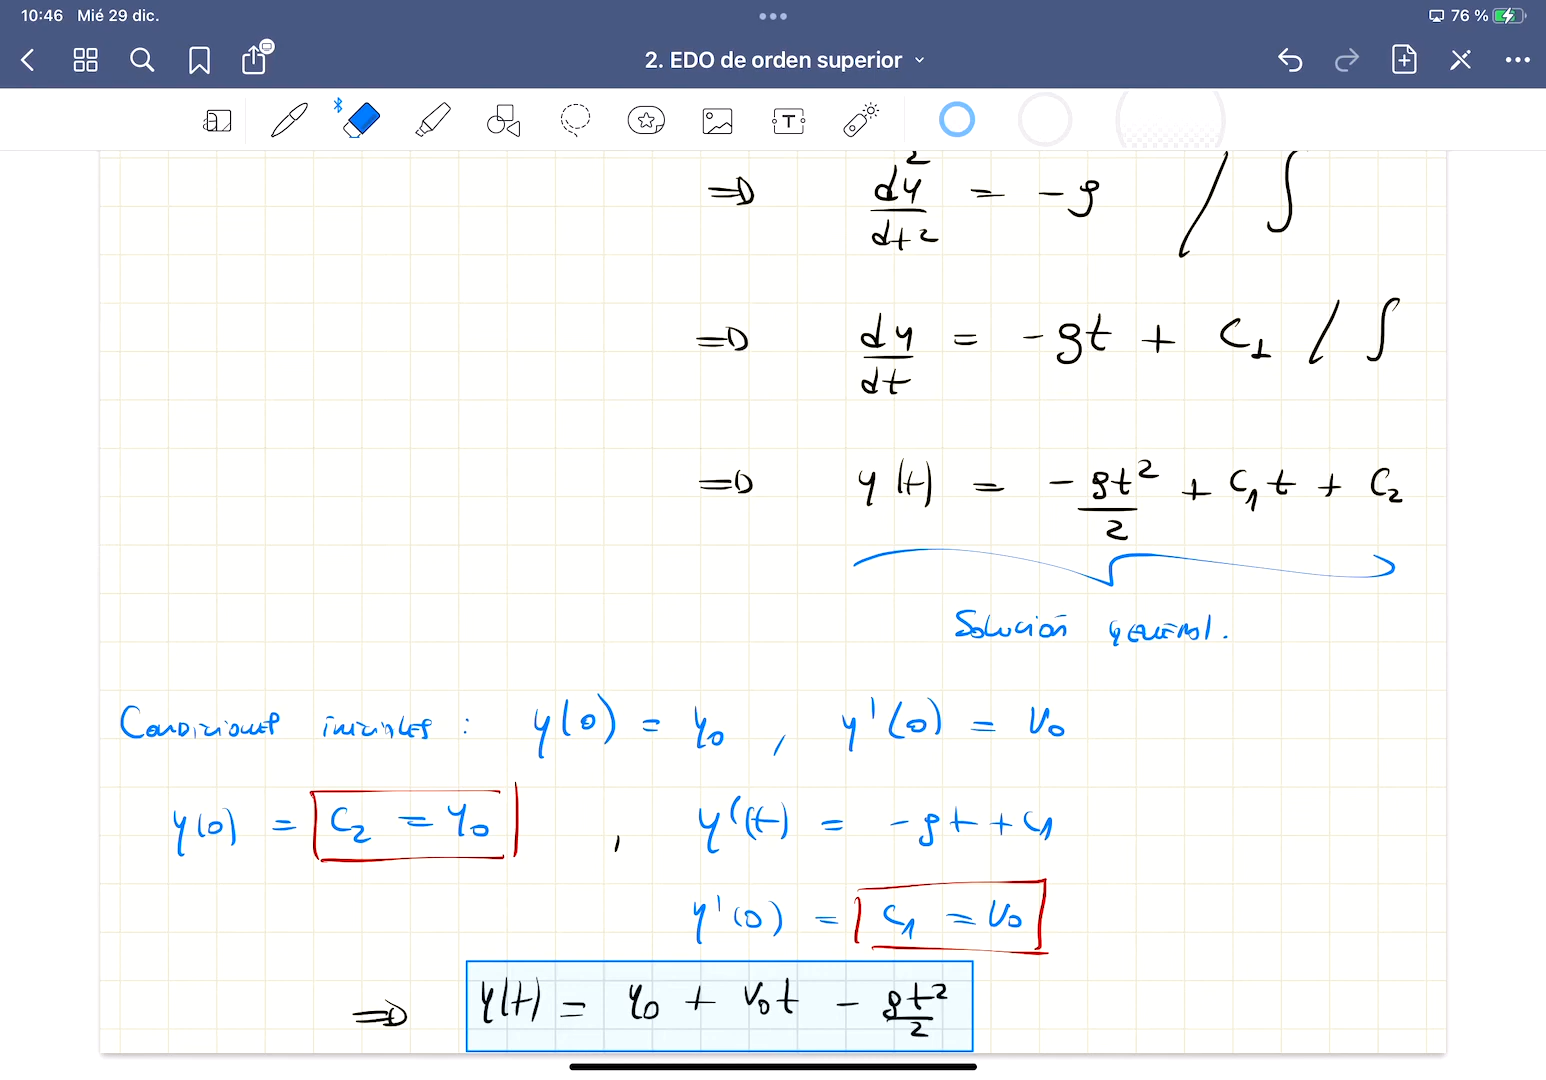 10:46 Mié 29 dic.
76 %
2. EDO de orden superior
T
⇒ d²y/dt² = -g / ∫
⇒ dy/dt = -gt + C₁ / ∫
⇒ y(t) = -gt²/2 + C₁t + C₂
Solución general.
Condiciones iniciales: y(0) = y₀, y'(0) = v₀
y(0) = C₂ = y₀, y'(t) = -gt + C₁
y'(0) = C₁ = v₀
⇒ y(t) = y₀ + v₀t - gt²/2